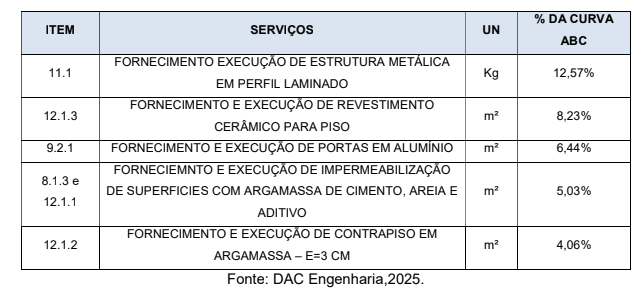 ITEM SERVIÇOS UN % DA CURVA
ABC
11.1 FORNECIMENTO EXECUÇÃO DE ESTRUTURA METÁLICA
EM PERFIL LAMINADO Kg 12,57%
12.1.3 FORNECIMENTO E EXECUÇÃO DE REVESTIMENTO
CERÂMICO PARA PISO m² 8,23%
9.2.1 FORNECIMENTO E EXECUÇÃO DE PORTAS EM ALUMÍNIO m² 6,44%
8.1.3 e
12.1.1 FORNECIEMNTO E EXECUÇÃO DE IMPERMEABILIZAÇÃO
DE SUPERFICIES COM ARGAMASSA DE CIMENTO, AREIA E
ADITIVO m² 5,03%
12.1.2 FORNECIMENTO E EXECUÇÃO DE CONTRAPISO EM
ARGAMASSA – E=3 CM m² 4,06%
Fonte: DAC Engenharia,2025.